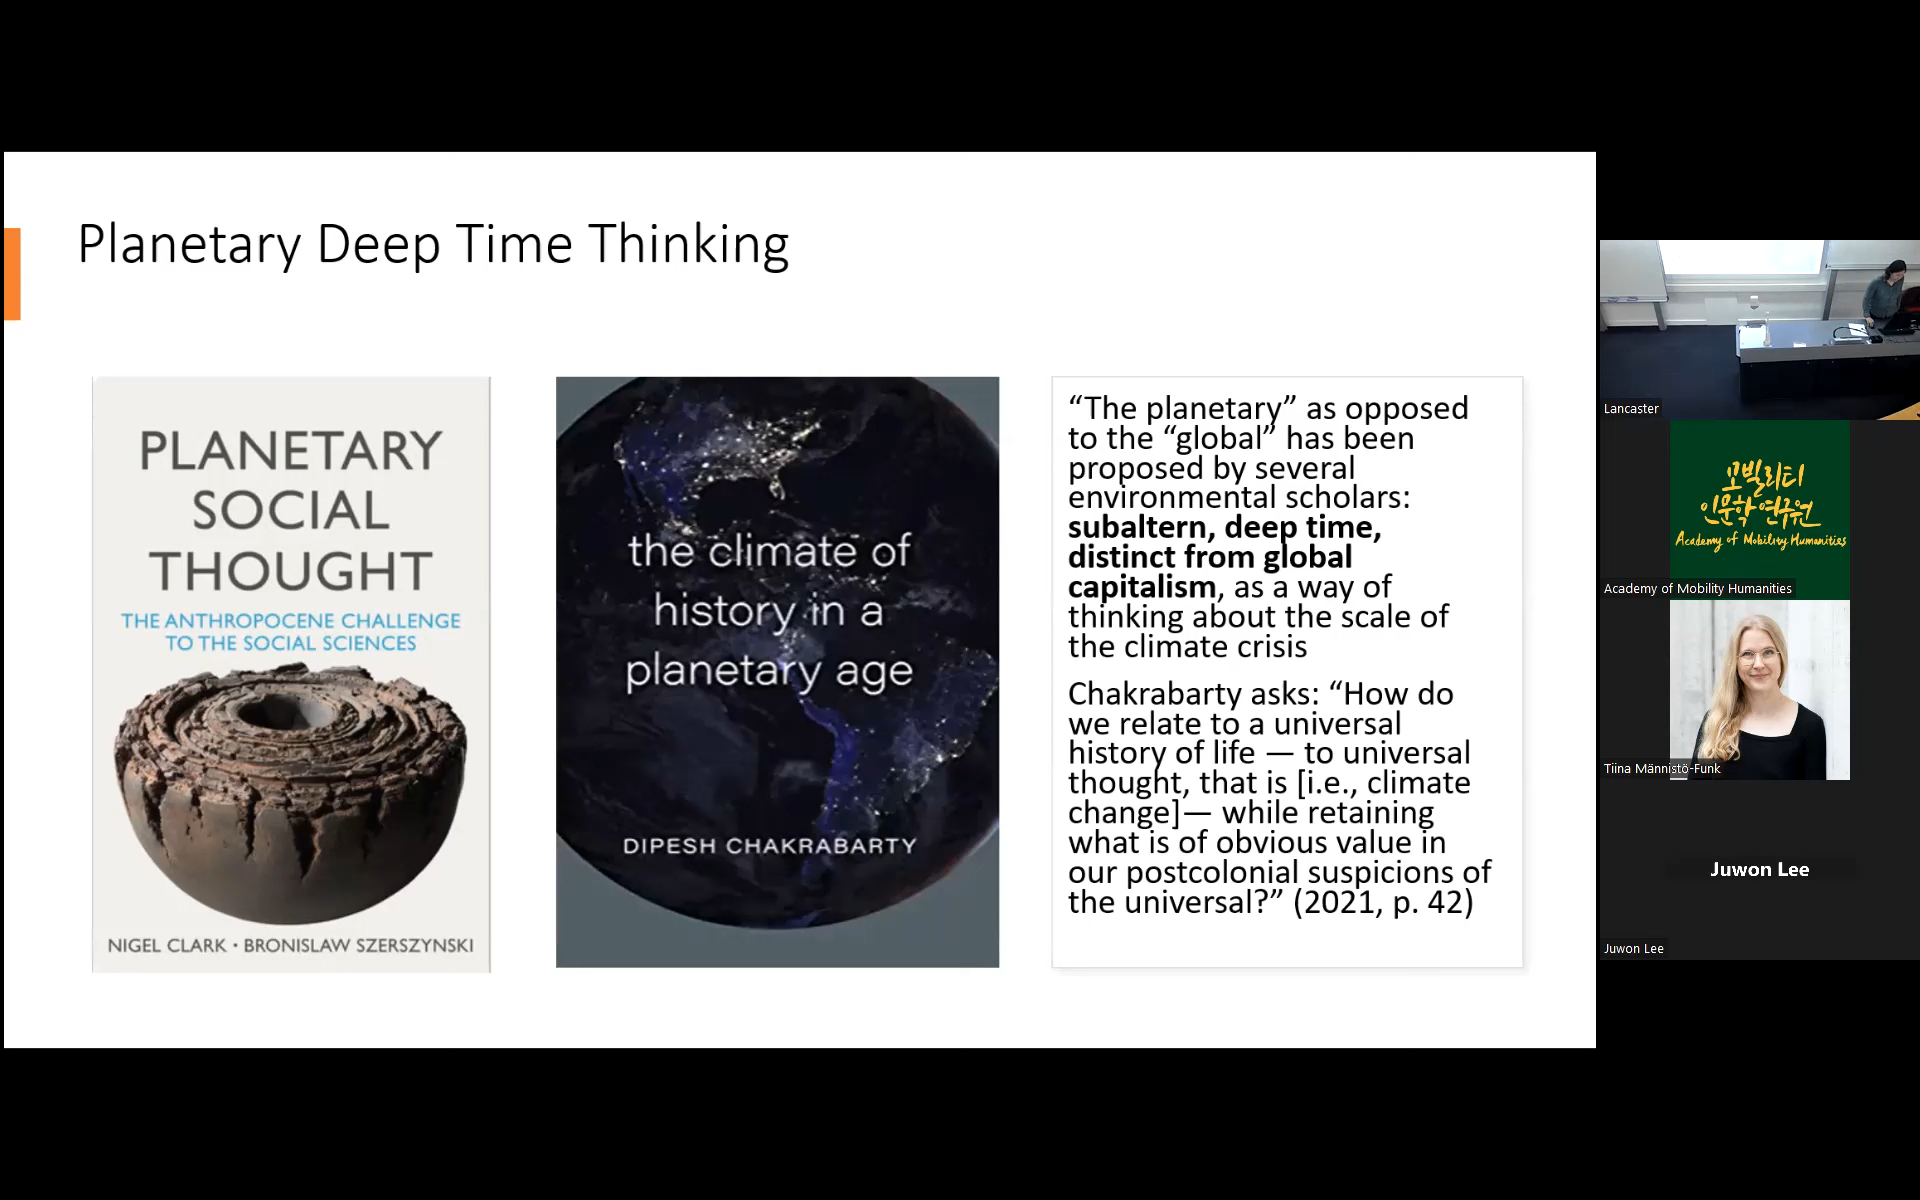 Planetary Deep Time Thinking
PLANETARY
SOCIAL
THOUGHT
THE ANTHROPOCENE CHALLENGE
TO THE SOCIAL SCIENCES
NIGEL CLARK · BRONISLAW SZERSZYNSKI
the climate of
history in a
planetary age
DIPESH CHAKRABARTY
“The planetary” as opposed
to the “global” has been
proposed by several
environmental scholars:
subaltern, deep time,
distinct from global
capitalism, as a way of
thinking about the scale of
the climate crisis
Chakrabarty asks: “How do
we relate to a universal
history of life — to universal
thought, that is [i.e., climate
change]— while retaining
what is of obvious value in
our postcolonial suspicions of
the universal?” (2021, p. 42)
Lancaster
모빌리티
인문학 연구원
Academy of Mobility Humanities
Academy of Mobility Humanities
Tiina Männistö-Funk
Juwon Lee
Juwon Lee